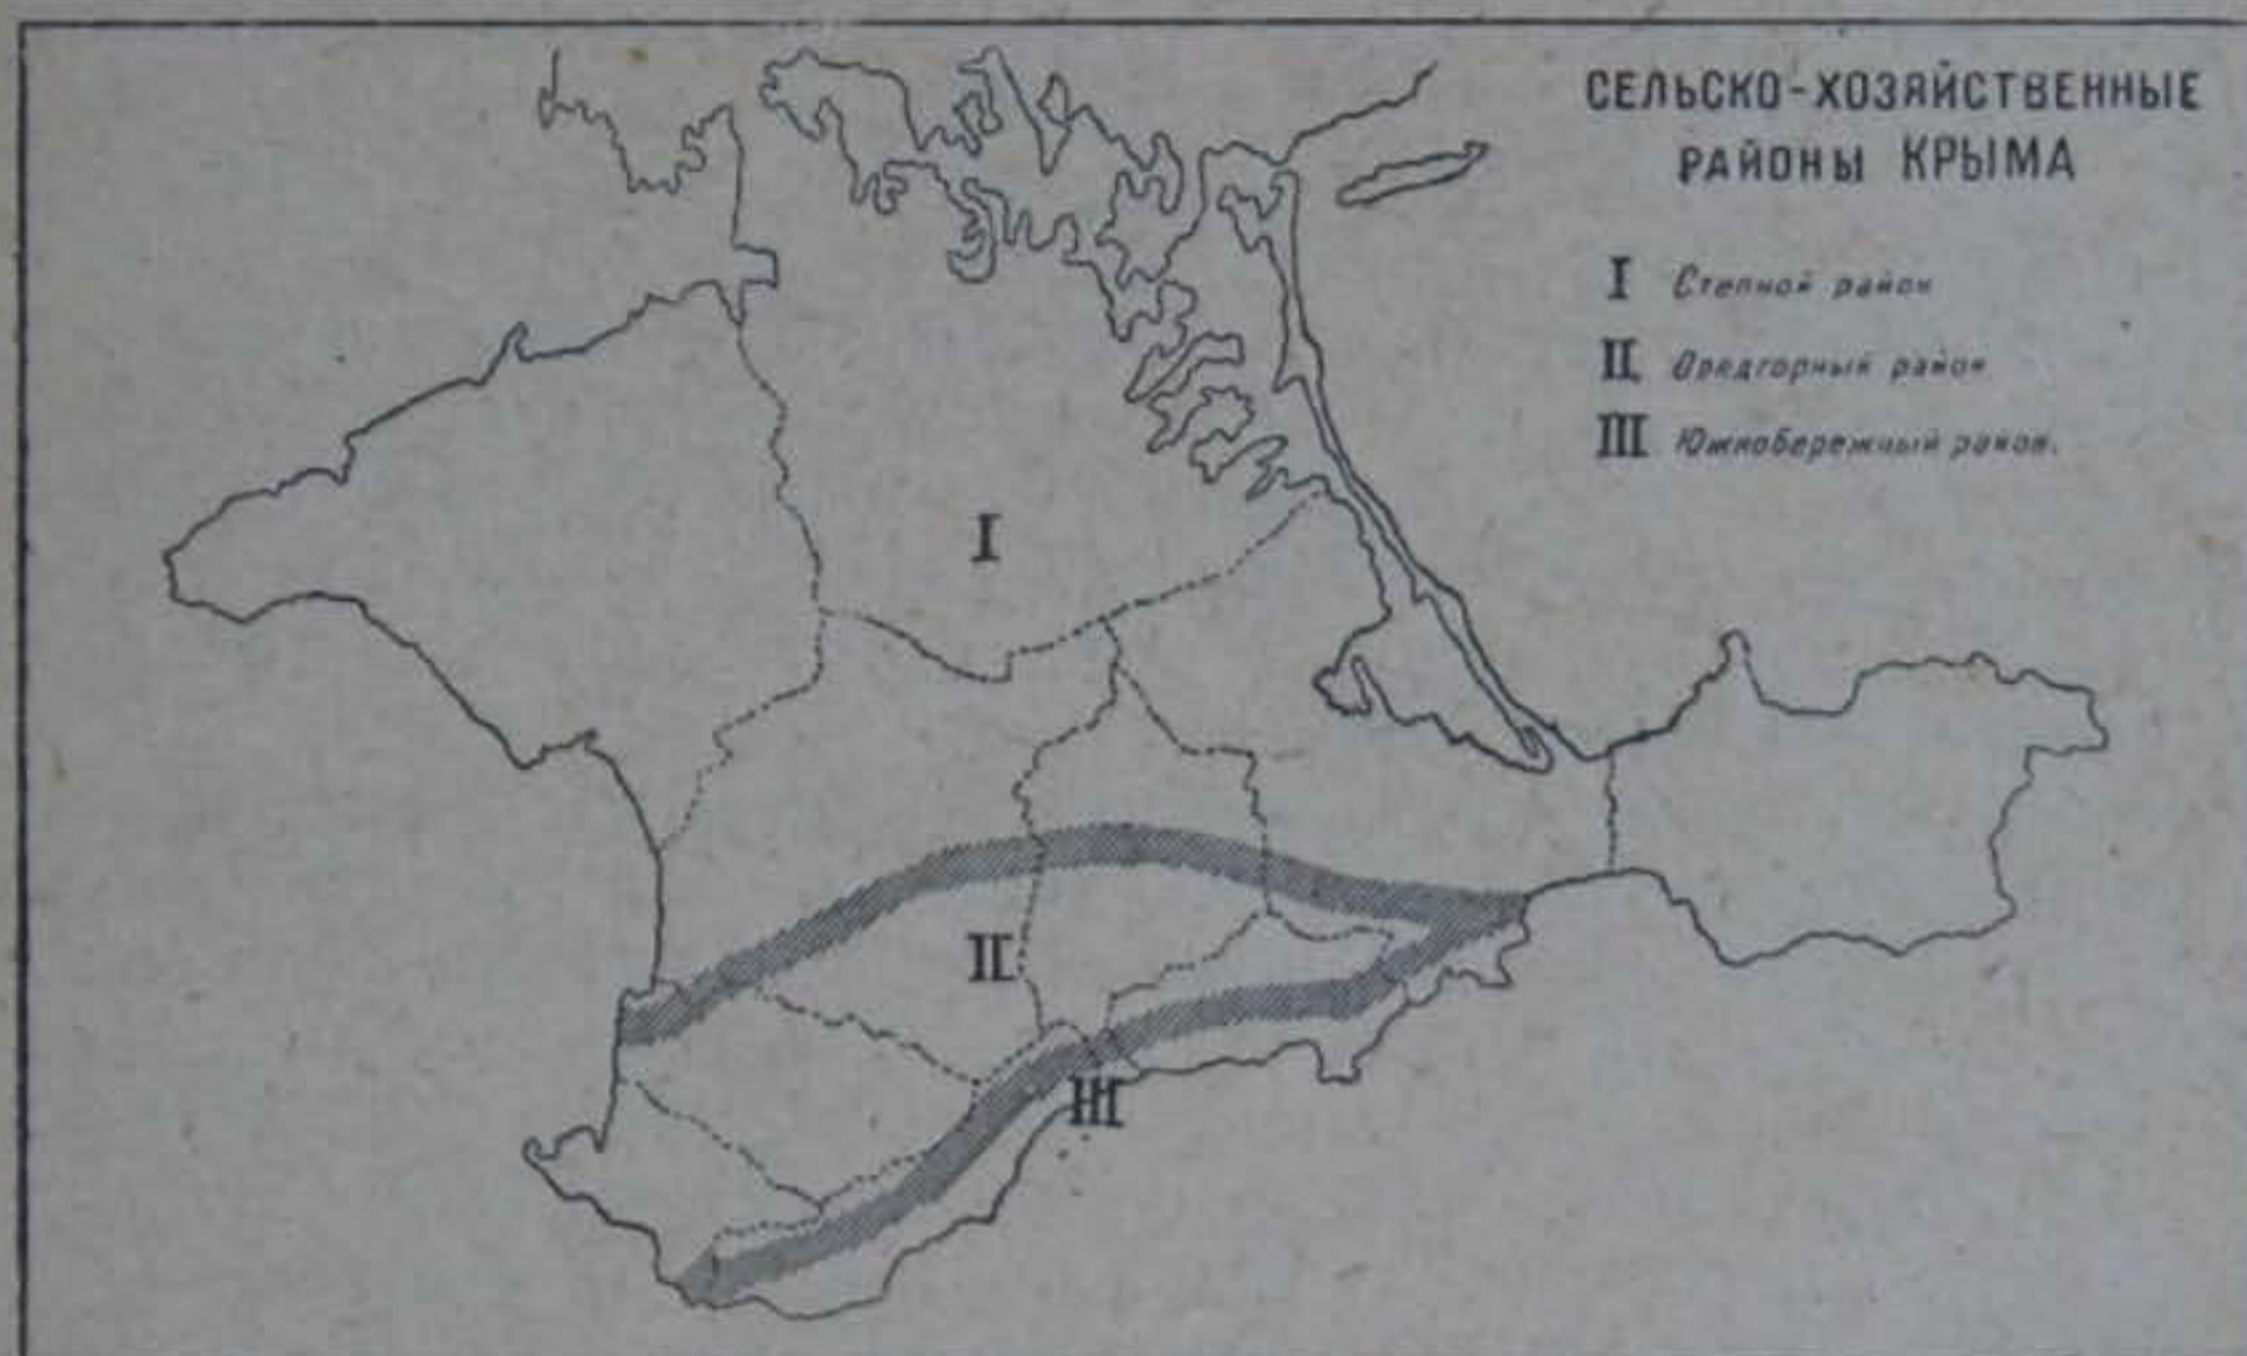 СЕЛЬСКО-ХОЗЯЙСТВЕННЫЕ
РАЙОНЫ КРЫМА
I Степной район
II Предгорный район
III Южнобережный район.
I
II
III